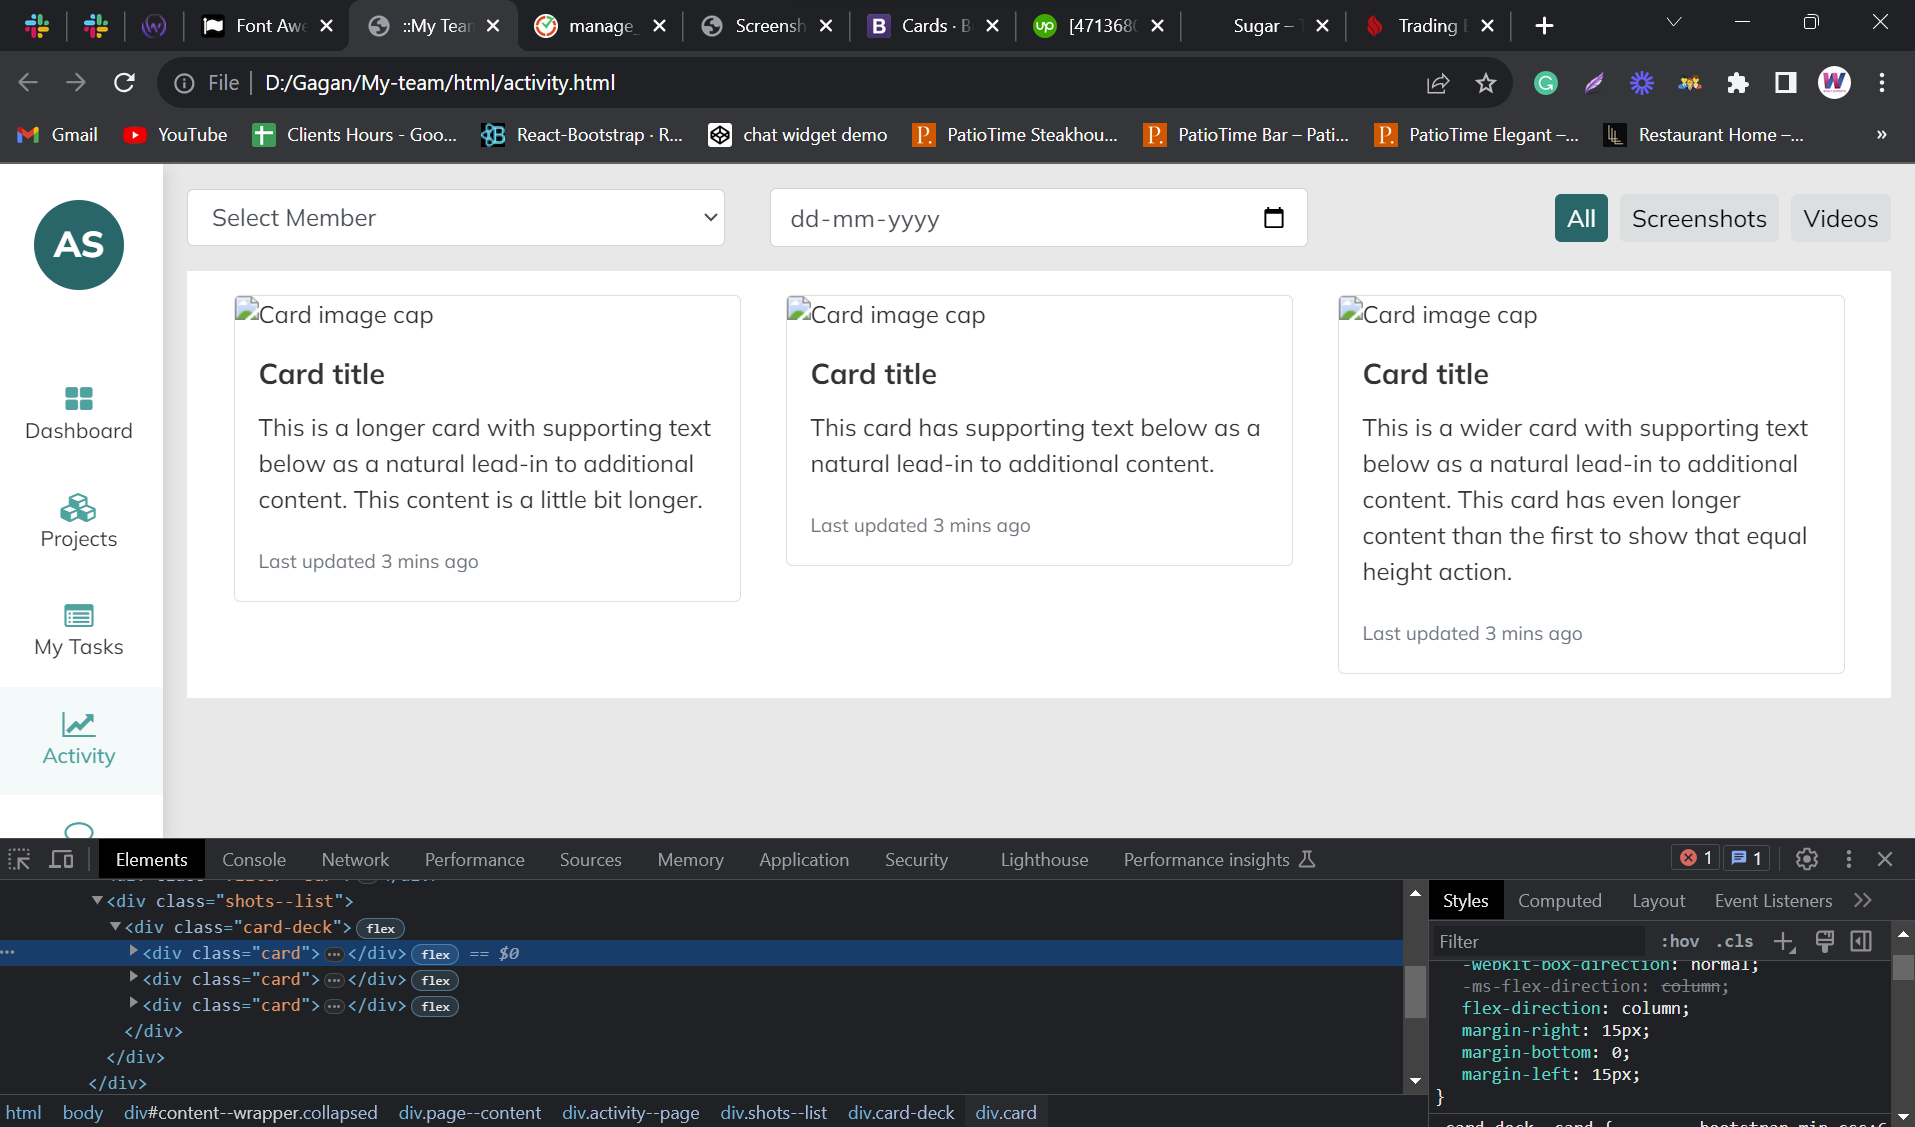 Font Awe
::My Tear
manage_
Screensh
B Cards · B
up [471368
Sugar – T
Trading
File
D:/Gagan/My-team/html/activity.html
Gmail
YouTube
Clients Hours - Goo...
React-Bootstrap · R...
chat widget demo
P. PatioTime Steakhou...
P. PatioTime Bar – Pati...
P. PatioTime Elegant –...
Restaurant Home –...
»
AS
Select Member
dd-mm-yyyy
All
Screenshots
Videos
Dashboard
Projects
My Tasks
Activity
Card image cap
Card title
This is a longer card with supporting text
below as a natural lead-in to additional
content. This content is a little bit longer.
Last updated 3 mins ago
Card image cap
Card title
This card has supporting text below as a
natural lead-in to additional content.
Last updated 3 mins ago
Card image cap
Card title
This is a wider card with supporting text
below as a natural lead-in to additional
content. This card has even longer
content than the first to show that equal
height action.
Last updated 3 mins ago
Elements
Console
Network
Performance
Sources
Memory
Application
Security
Lighthouse
Performance insights
1
1
<div class="shots--list">
<div class="card-deck"> flex
<div class="card"> ... </div> flex == $0
<div class="card"> ... </div> flex
<div class="card"> ... </div> flex
</div>
</div>
</div>
html body div#content--wrapper.collapsed div.page--content div.activity--page div.shots--list div.card-deck div.card
Styles
Computed
Layout
Event Listeners
Filter
:hov .cls
-webkit-box-direction: normal;
-ms-flex-direction: column;
flex-direction: column;
margin-right: 15px;
margin-bottom: 0;
margin-left: 15px;
}